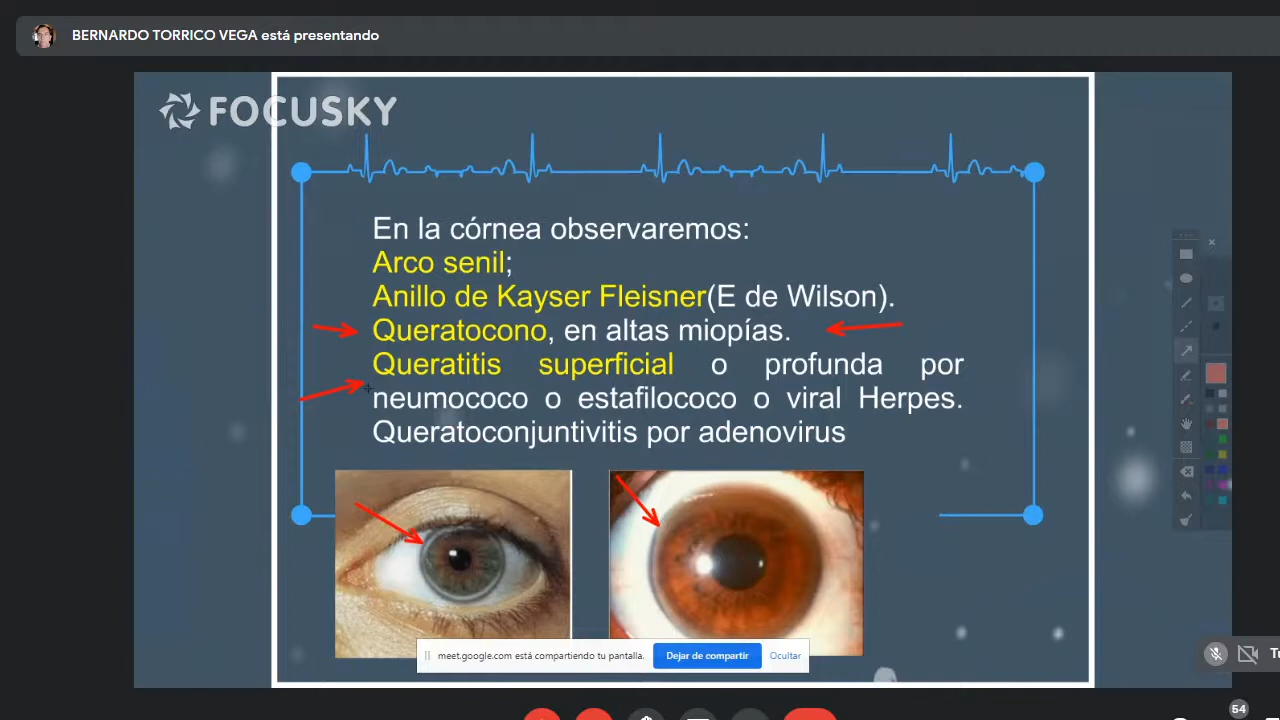 BERNARDO TORRICO VEGA está presentando
FOCUSKY
En la córnea observaremos:
Arco senil;
Anillo de Kayser Fleisner(E de Wilson).
Queratocono, en altas miopías.
Queratitis superficial o profunda por
neumococo o estafilococo o viral Herpes.
Queratoconjuntivitis por adenovirus
meet.google.com está compartiendo tu pantalla.
Dejar de compartir
Ocultar
54